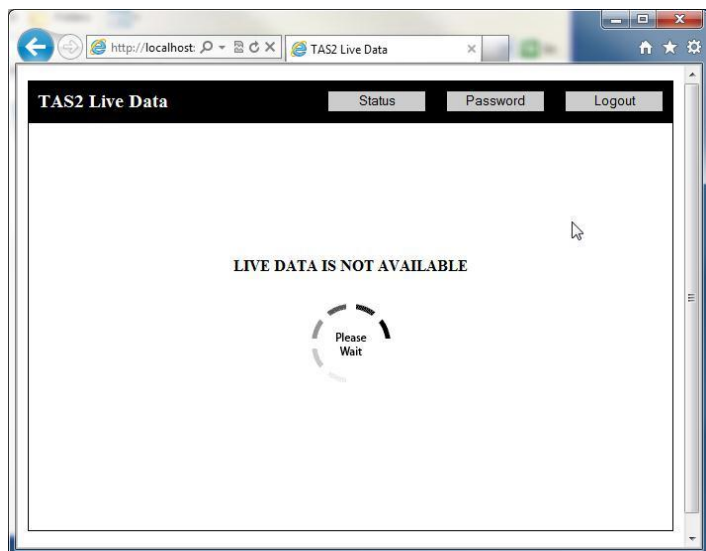 http://localhost:
TAS2 Live Data
TAS2 Live Data
Status
Password
Logout
LIVE DATA IS NOT AVAILABLE
Please
Wait